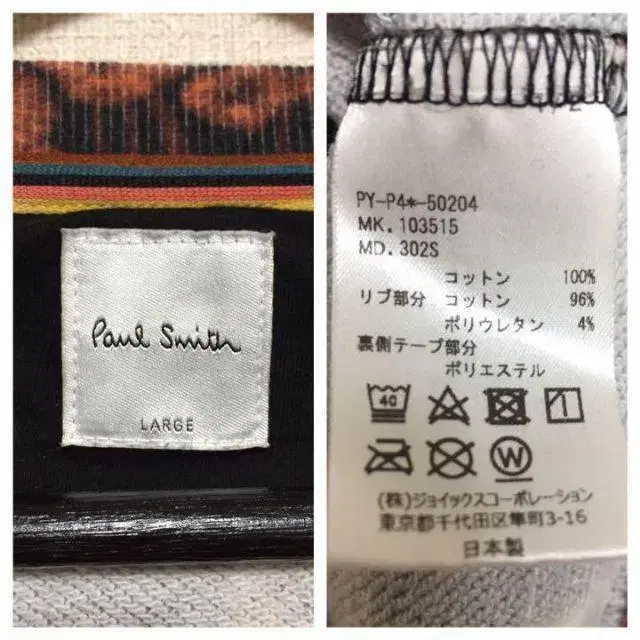 Paul Smith
LARGE
PY-P4*-50204
MK. 103515
MD. 302S
コットン 100%
リブ部分 コットン 96%
ポリウレタン 4%
裏側テープ部分
ポリエステル
40
W
(株)ジョイックスコーポレーション
東京都千代田区隼町3-16
日本製